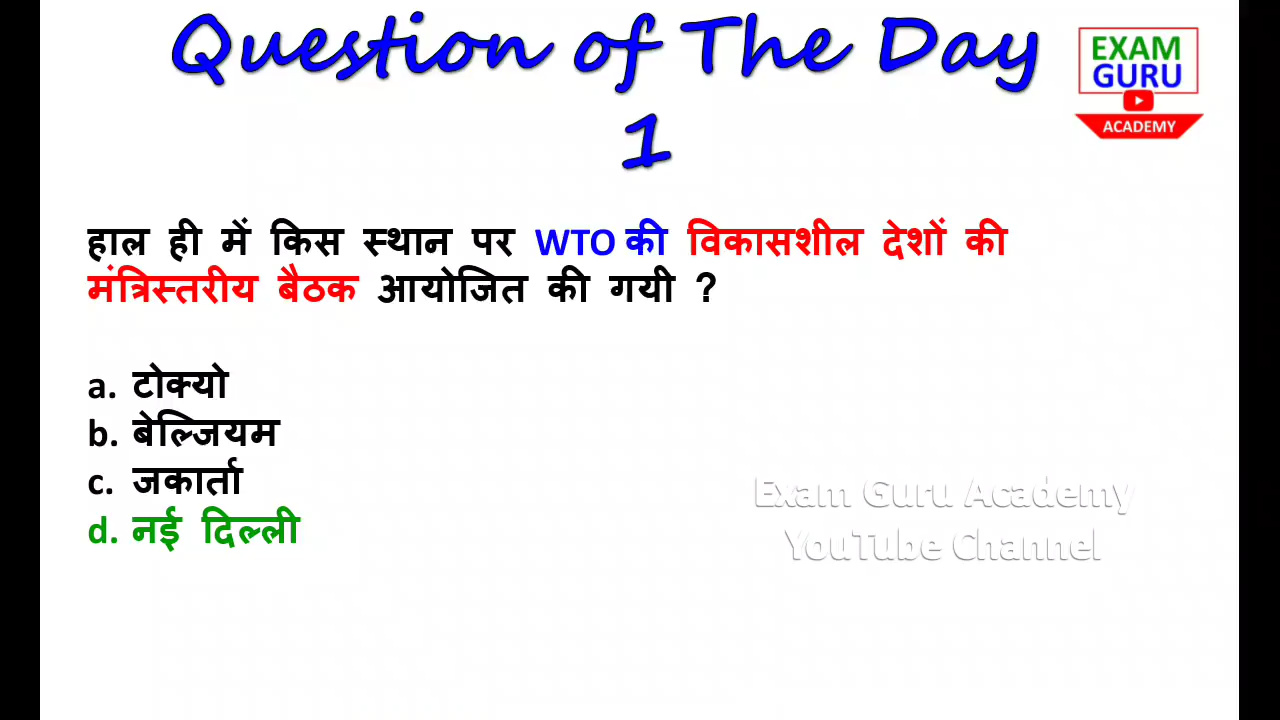 Question of The Day
1
EXAM
GURU
ACADEMY
हाल ही में किस स्थान पर WTO की विकासशील देशों की
मंत्रिस्तरीय बैठक आयोजित की गयी ?
a. टोक्यो
b. बेल्जियम
c. जकार्ता
d. नई दिल्ली
Exam Guru Academy
YouTube Channel